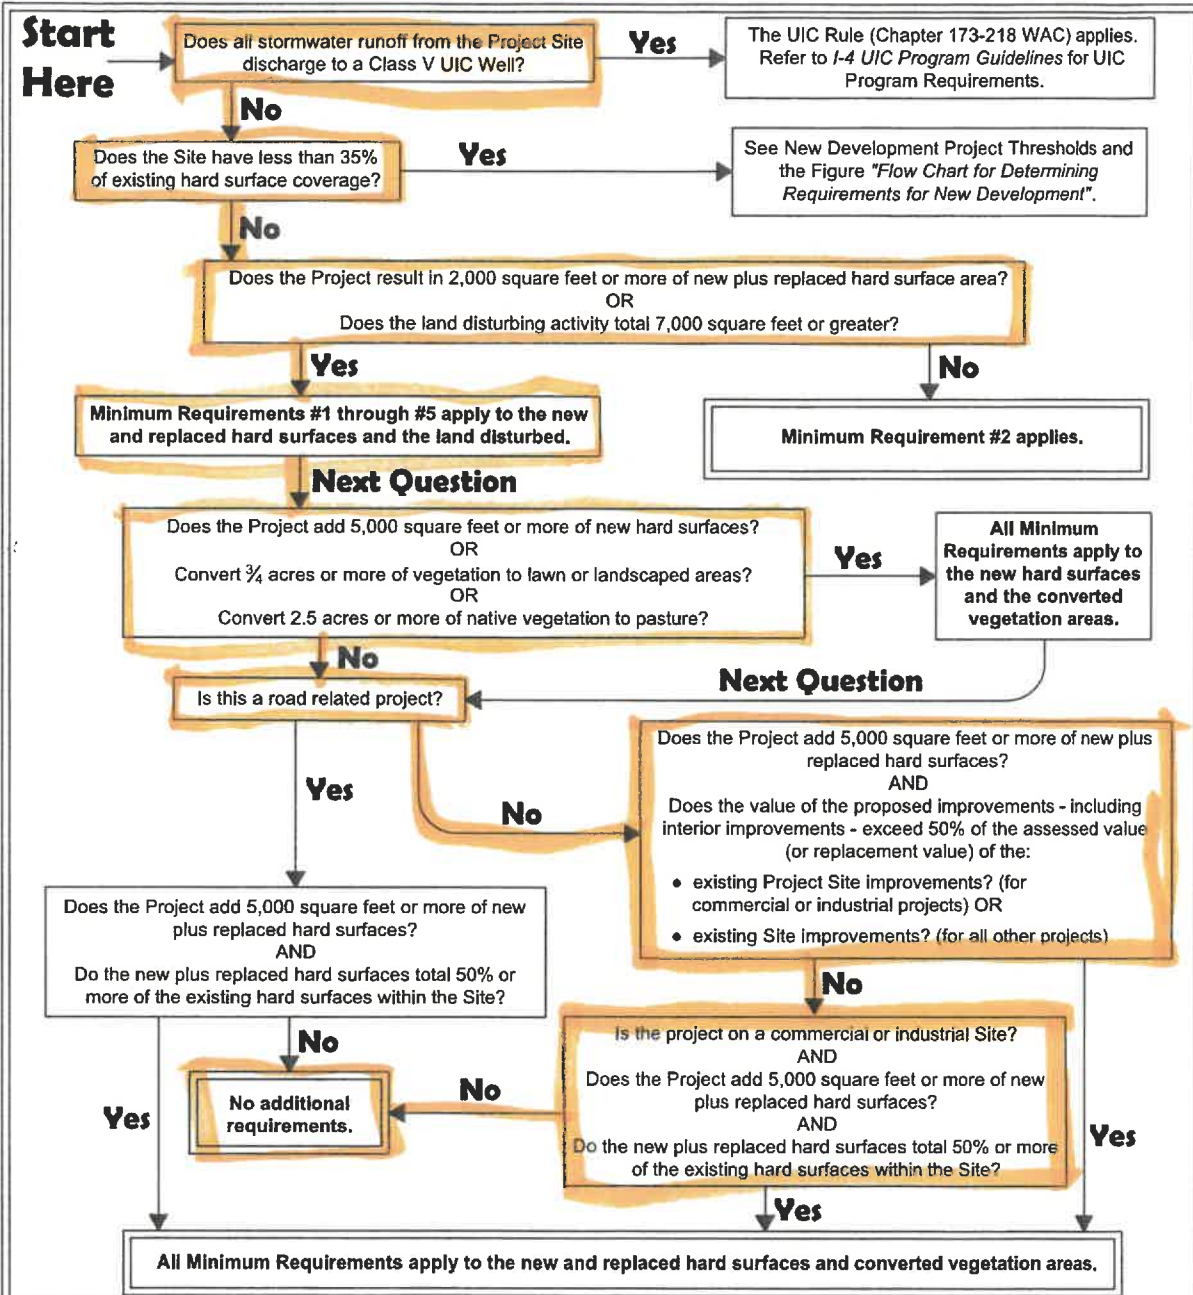 Start
Here
Does all stormwater runoff from the Project Site
discharge to a Class V UIC Well?
Yes
The UIC Rule (Chapter 173-218 WAC) applies.
Refer to I-4 UIC Program Guidelines for UIC
Program Requirements.
No
Does the Site have less than 35%
of existing hard surface coverage?
Yes
See New Development Project Thresholds and
the Figure "Flow Chart for Determining
Requirements for New Development".
No
Does the Project result in 2,000 square feet or more of new plus replaced hard surface area?
OR
Does the land disturbing activity total 7,000 square feet or greater?
Yes
No
Minimum Requirements #1 through #5 apply to the new
and replaced hard surfaces and the land disturbed.
Minimum Requirement #2 applies.
Next Question
Does the Project add 5,000 square feet or more of new hard surfaces?
OR
Convert ¾ acres or more of vegetation to lawn or landscaped areas?
OR
Convert 2.5 acres or more of native vegetation to pasture?
Yes
All Minimum
Requirements apply to
the new hard surfaces
and the converted
vegetation areas.
No
Next Question
Is this a road related project?
Yes
No
Does the Project add 5,000 square feet or more of new plus
replaced hard surfaces?
AND
Does the value of the proposed improvements - including
interior improvements - exceed 50% of the assessed value
(or replacement value) of the:
• existing Project Site improvements? (for
commercial or industrial projects) OR
• existing Site improvements? (for all other projects)
Does the Project add 5,000 square feet or more of new
plus replaced hard surfaces?
AND
Do the new plus replaced hard surfaces total 50% or
more of the existing hard surfaces within the Site?
No
Is the project on a commercial or industrial Site?
AND
Does the Project add 5,000 square feet or more of new
plus replaced hard surfaces?
AND
Do the new plus replaced hard surfaces total 50% or more
of the existing hard surfaces within the Site?
No
No
No additional
requirements.
Yes
Yes
Yes
All Minimum Requirements apply to the new and replaced hard surfaces and converted vegetation areas.